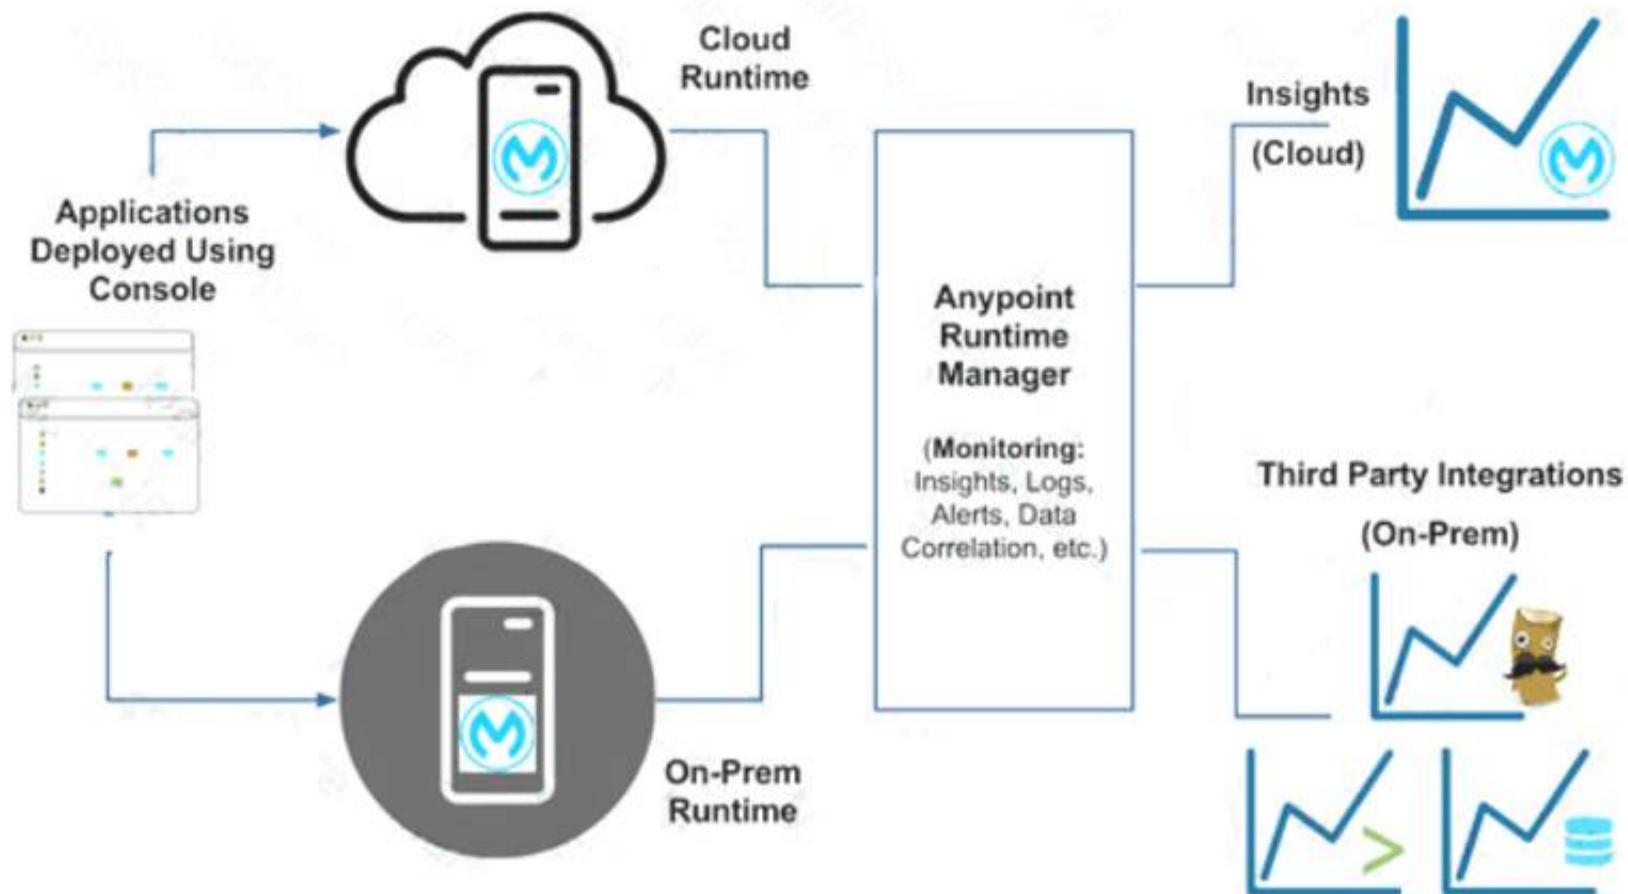 Cloud
Runtime
Insights
(Cloud)
Applications
Deployed Using
Console
Anypoint
Runtime
Manager
(Monitoring:
Insights, Logs,
Alerts, Data
Correlation, etc.)
Third Party Integrations
(On-Prem)
On-Prem
Runtime